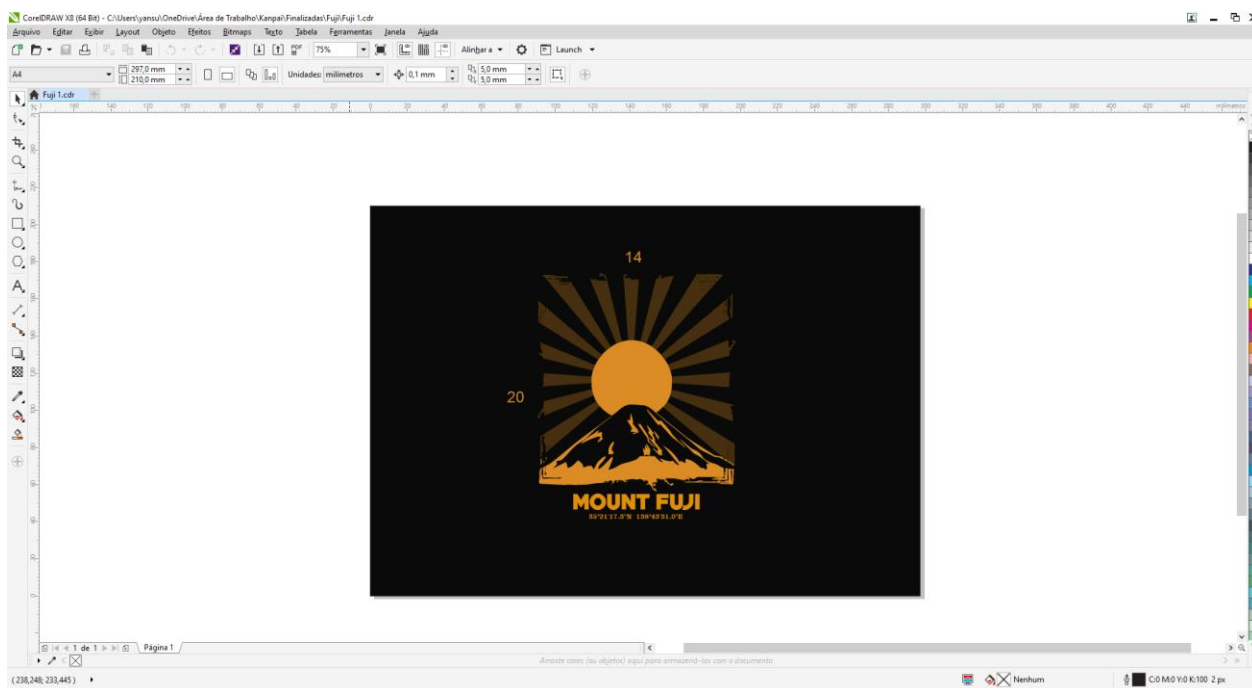 CorelDRAW X8 (64 Bit) - C:\Users\yansu\OneDrive\Área de Trabalho\Kanpai\Finalizadas\Fuji\Fuji 1.cdr
Arquivo Egitar Exibir Layout Objeto Efeitos Bitmaps Texto Tabela Ferramentas Janela Ajuda
PDF 75% Alinhar a Launch
A4 297,0 mm 210,0 mm Unidades: milímetros 0,1 mm 5,0 mm 5,0 mm
Fuji 1.cdr
milímetros
14
20
MOUNT FUJI
35°21'17.3"N 138°43'31.0"E
1 de 1 Página 1
Arraste cores (ou objetos) aqui para armazená-las com o documento
(238,248; 233,445) Nenhum C:0 M:0 Y:0 K:100 2 px